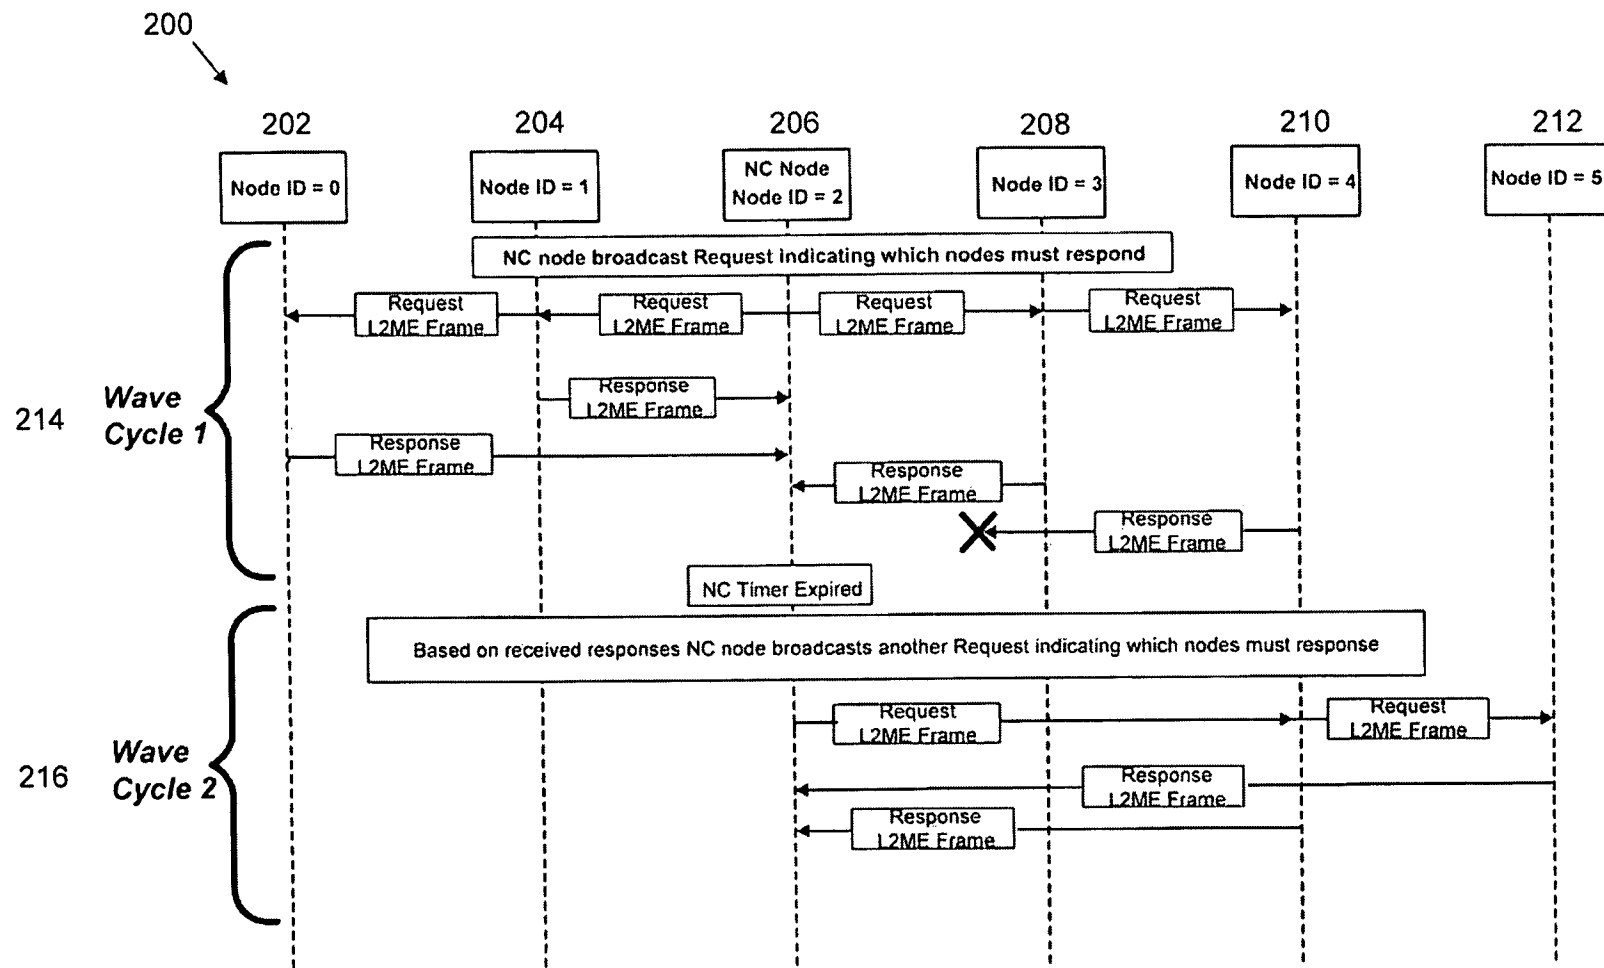 200
202
204
206
208
210
212
Node ID = 0
Node ID = 1
NC Node
Node ID = 2
Node ID = 3
Node ID = 4
Node ID = 5
NC node broadcast Request indicating which nodes must respond
Request
L2ME Frame
Request
L2ME Frame
Request
L2ME Frame
Request
L2ME Frame
214
Wave
Cycle 1
Response
L2ME Frame
Response
L2ME Frame
Response
L2ME Frame
Response
L2ME Frame
NC Timer Expired
Based on received responses NC node broadcasts another Request indicating which nodes must response
216
Wave
Cycle 2
Request
L2ME Frame
Request
L2ME Frame
Response
L2ME Frame
Response
L2ME Frame